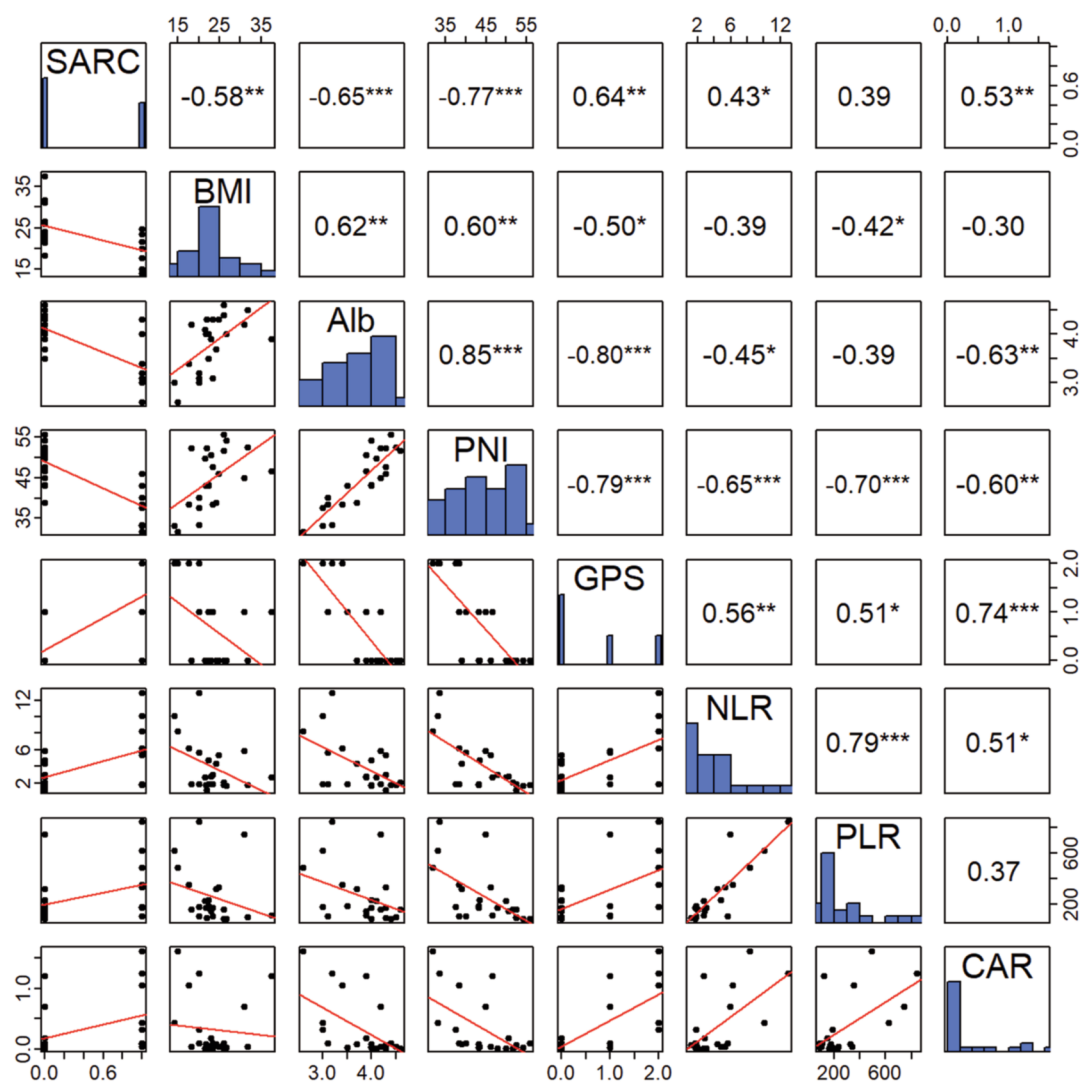 15 25 35 35 45 55 2 6 12 0.0 1.0
SARC -0.58** -0.65*** -0.77*** 0.64** 0.43* 0.39 0.53** 0.0 0.6
15 25 35 BMI 0.62** 0.60** -0.50* -0.39 -0.42* -0.30
Alb 0.85*** -0.80*** -0.45* -0.39 -0.63** 3.0 4.0
35 45 55 PNI -0.79*** -0.65*** -0.70*** -0.60**
GPS 0.56** 0.51* 0.74*** 0.0 1.0 2.0
2 6 12 NLR 0.79*** 0.51*
PLR 0.37 200 600
0.0 1.0 CAR
0.0 0.6 3.0 4.0 0.0 1.0 2.0 200 600